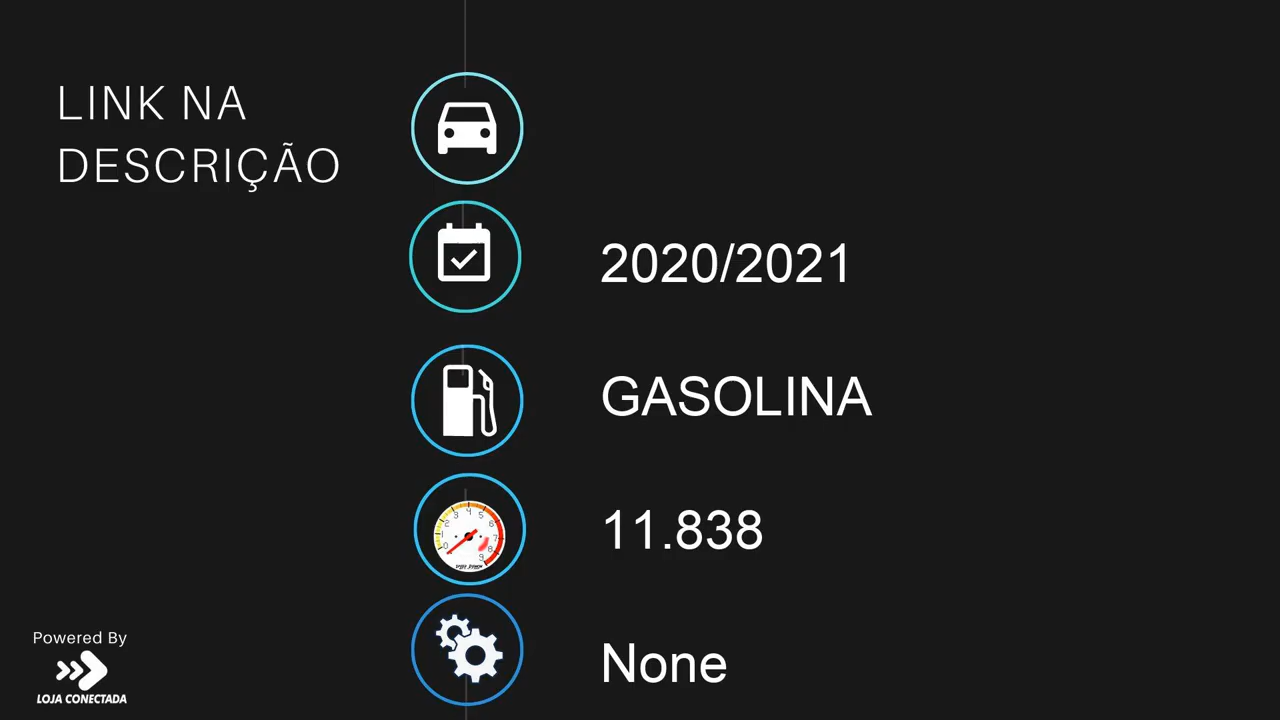 LINK NA
DESCRIÇÃO
2020/2021
GASOLINA
11.838
None
Powered By
LOJA CONECTADA